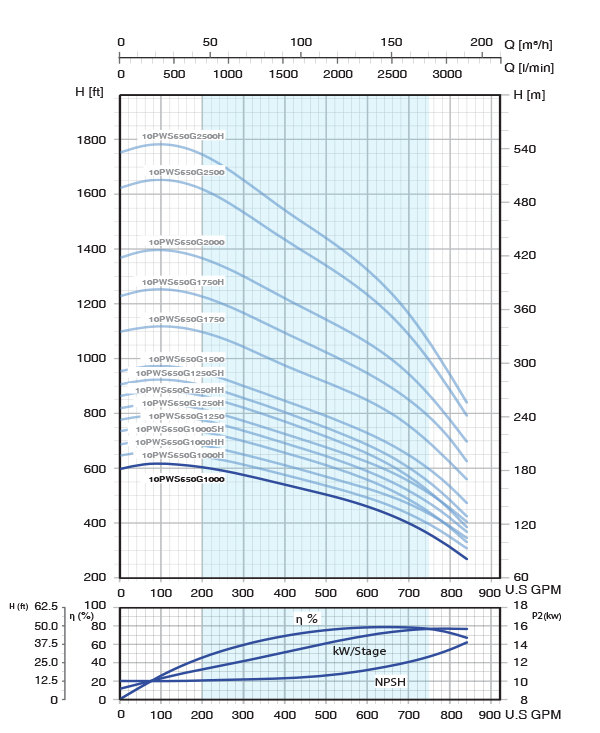 0 50 100 150 200 Q [m³/h]
0 500 1000 1500 2000 2500 3000 Q [l/min]
H [ft] H [m]
10PWS650G2500H
1800 540
10PWS650G2500
1600 480
10PWS650G2000
1400 420
10PWS650G1750H
1200 360
10PWS650G1750
10PWS650G1500
1000 300
10PWS650G1250SH
10PWS650G1250HH
10PWS650G1250H
800 240
10PWS650G1250
10PWS650G1000SH
10PWS650G1000HH
10PWS650G1000H
600 180
10PWS650G1000
400 120
200 60
0 100 200 300 400 500 600 700 800 900 U.S GPM
H (ft) 62.5 η (%) 100 18 P2(kw)
η %
50.0 80 16
37.5 60 14
kW/Stage
25.0 40 12
12.5 20 10
NPSH
0 0 8
0 100 200 300 400 500 600 700 800 900 U.S GPM